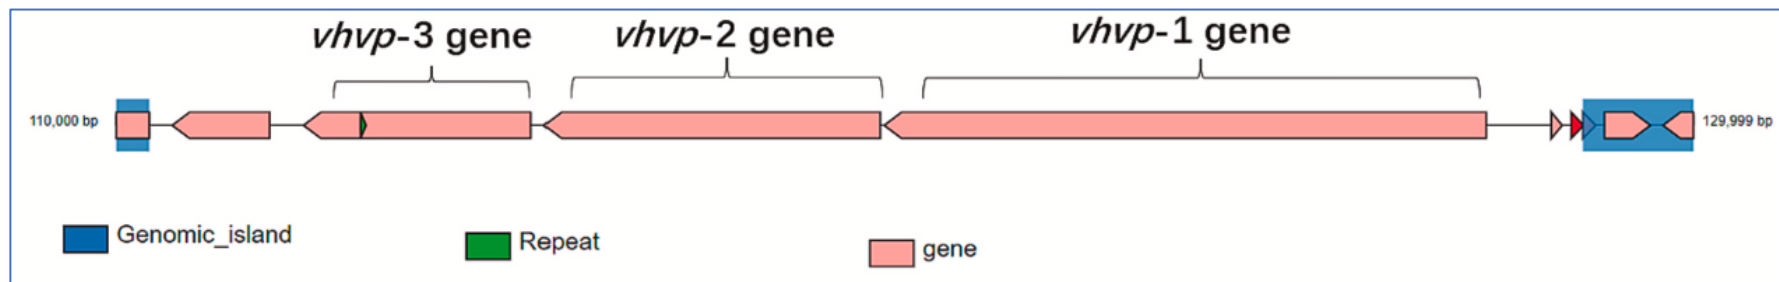 vhvp-3 gene
vhvp-2 gene
vhvp-1 gene
110,000 bp
129,999 bp
Genomic_island
Repeat
gene